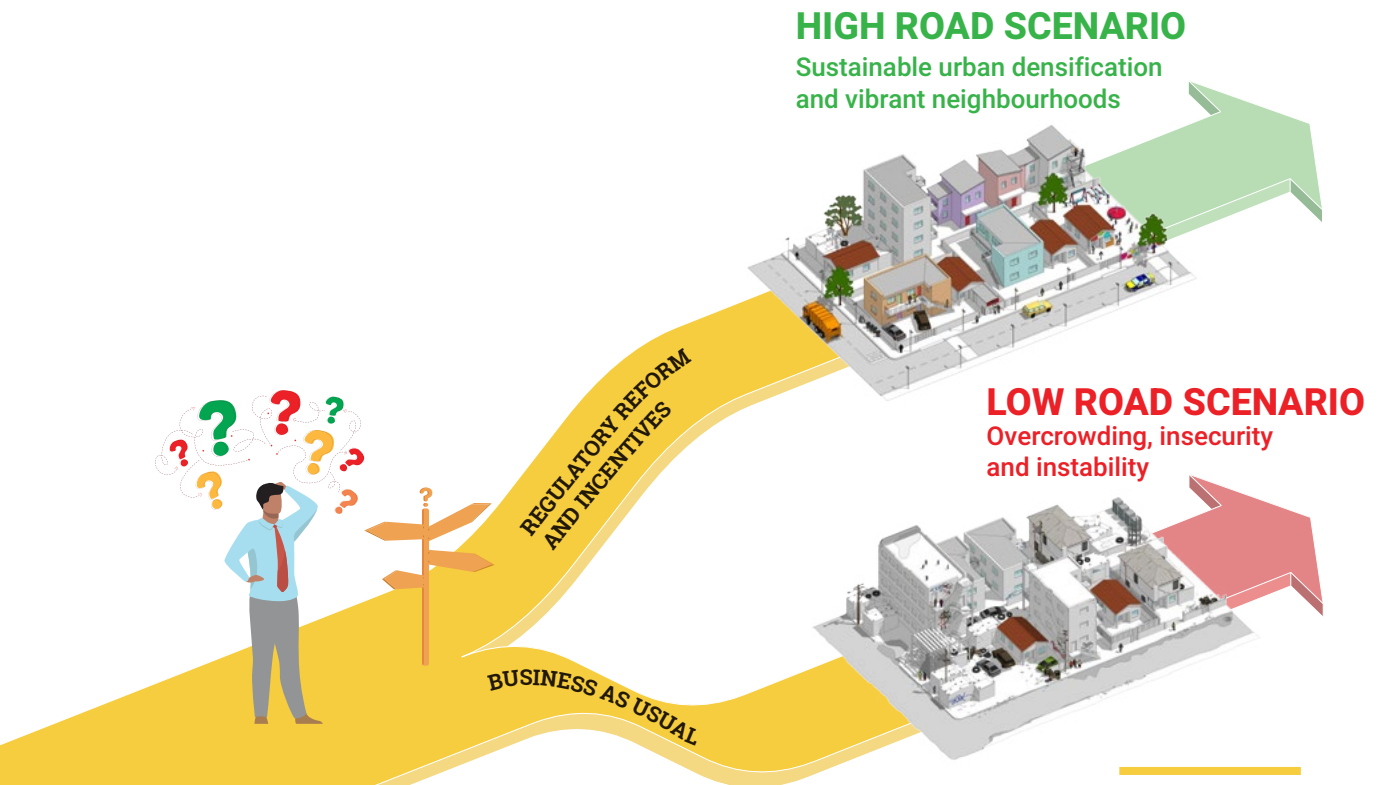 HIGH ROAD SCENARIO
Sustainable urban densification
and vibrant neighbourhoods
REGULATORY REFORM
AND INCENTIVES
LOW ROAD SCENARIO
Overcrowding, insecurity
and instability
BUSINESS AS USUAL